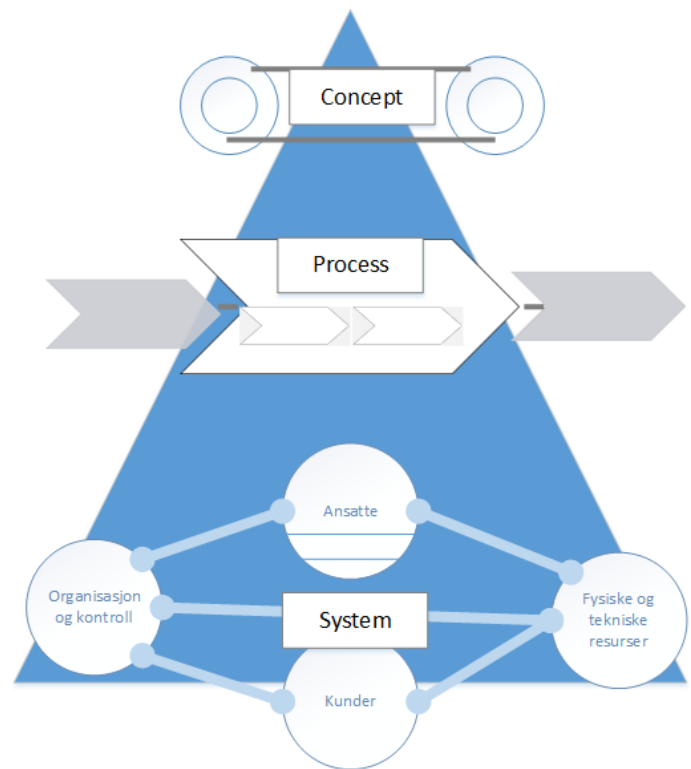 Concept
Process
Ansatte
Organisasjon
og kontroll
System
Fysiske og
tekniske
resurser
Kunder